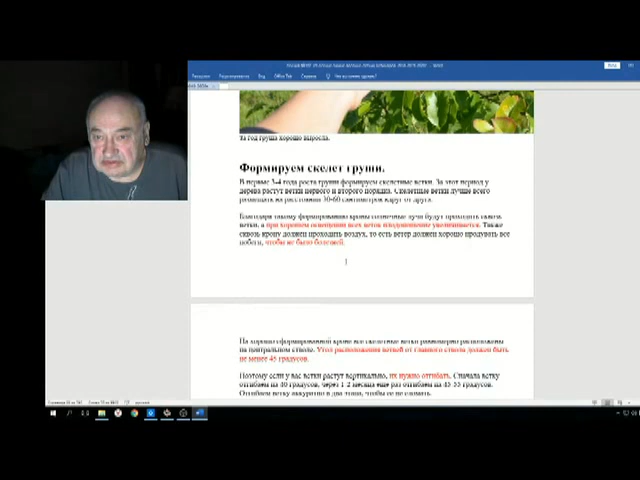 за год груша хорошо выросла.
Формируем скелет груши.
В первые 3-4 года роста груши формируем скелетные ветки. За этот период у
дерева растут ветки первого и второго порядка. Скелетные ветки лучше всего
размещать на расстоянии 30-60 сантиметров вдруг от друга.
Благодаря такому формированию кроны солнечные лучи будут проходить сквозь
ветки, а при хорошем освещении всех веток плодоношение увеличивается. Также
сквозь крону должен проходить воздух, то есть ветер должен хорошо продувать все
побеги, чтобы не было болезней.
На хорошо сформированной кроне все скелетные ветки равномерно расположены
на центральном стволе. Угол расположения ветвей от главного ствола должен быть
не менее 45 градусов.
Поэтому если у вас ветки растут вертикально, их нужно отгибать. Сначала ветку
отгибаем на 40 градусов, через 1-2 месяца еще раз отгибаем на 45-55 градусов.
Отгибаем ветку аккуратно в два этапа, чтобы ее не сломать.